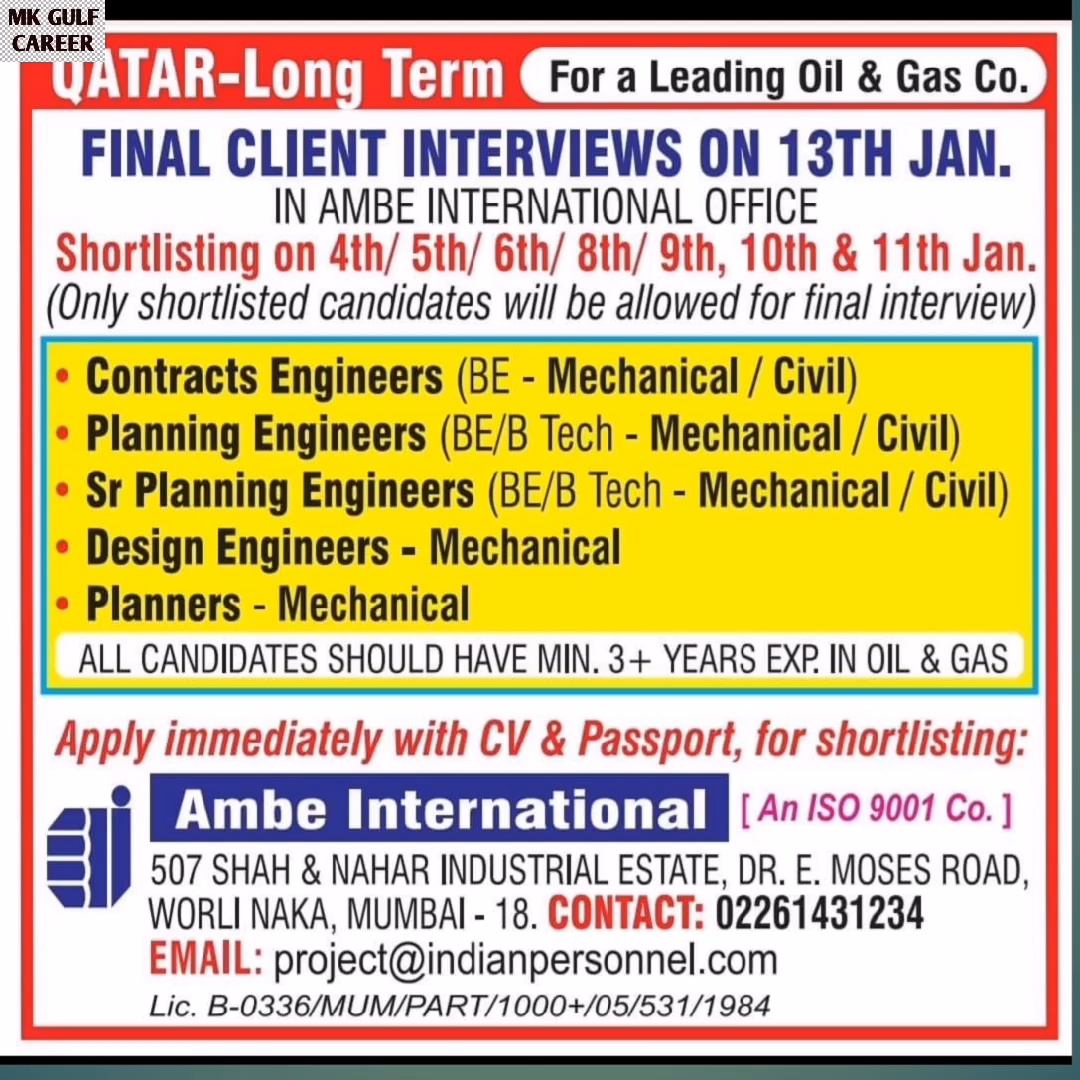 MK GULF
CAREER
QATAR-Long Term For a Leading Oil & Gas Co.
FINAL CLIENT INTERVIEWS ON 13TH JAN.
IN AMBE INTERNATIONAL OFFICE
Shortlisting on 4th/ 5th/ 6th/ 8th/ 9th, 10th & 11th Jan.
(Only shortlisted candidates will be allowed for final interview)
• Contracts Engineers (BE - Mechanical / Civil)
• Planning Engineers (BE/B Tech - Mechanical / Civil)
• Sr Planning Engineers (BE/B Tech - Mechanical / Civil)
• Design Engineers - Mechanical
• Planners - Mechanical
ALL CANDIDATES SHOULD HAVE MIN. 3+ YEARS EXP. IN OIL & GAS
Apply immediately with CV & Passport, for shortlisting:
Ambe International [ An ISO 9001 Co. ]
507 SHAH & NAHAR INDUSTRIAL ESTATE, DR. E. MOSES ROAD,
WORLI NAKA, MUMBAI - 18. CONTACT: 02261431234
EMAIL: project@indianpersonnel.com
Lic. B-0336/MUM/PART/1000+/05/531/1984